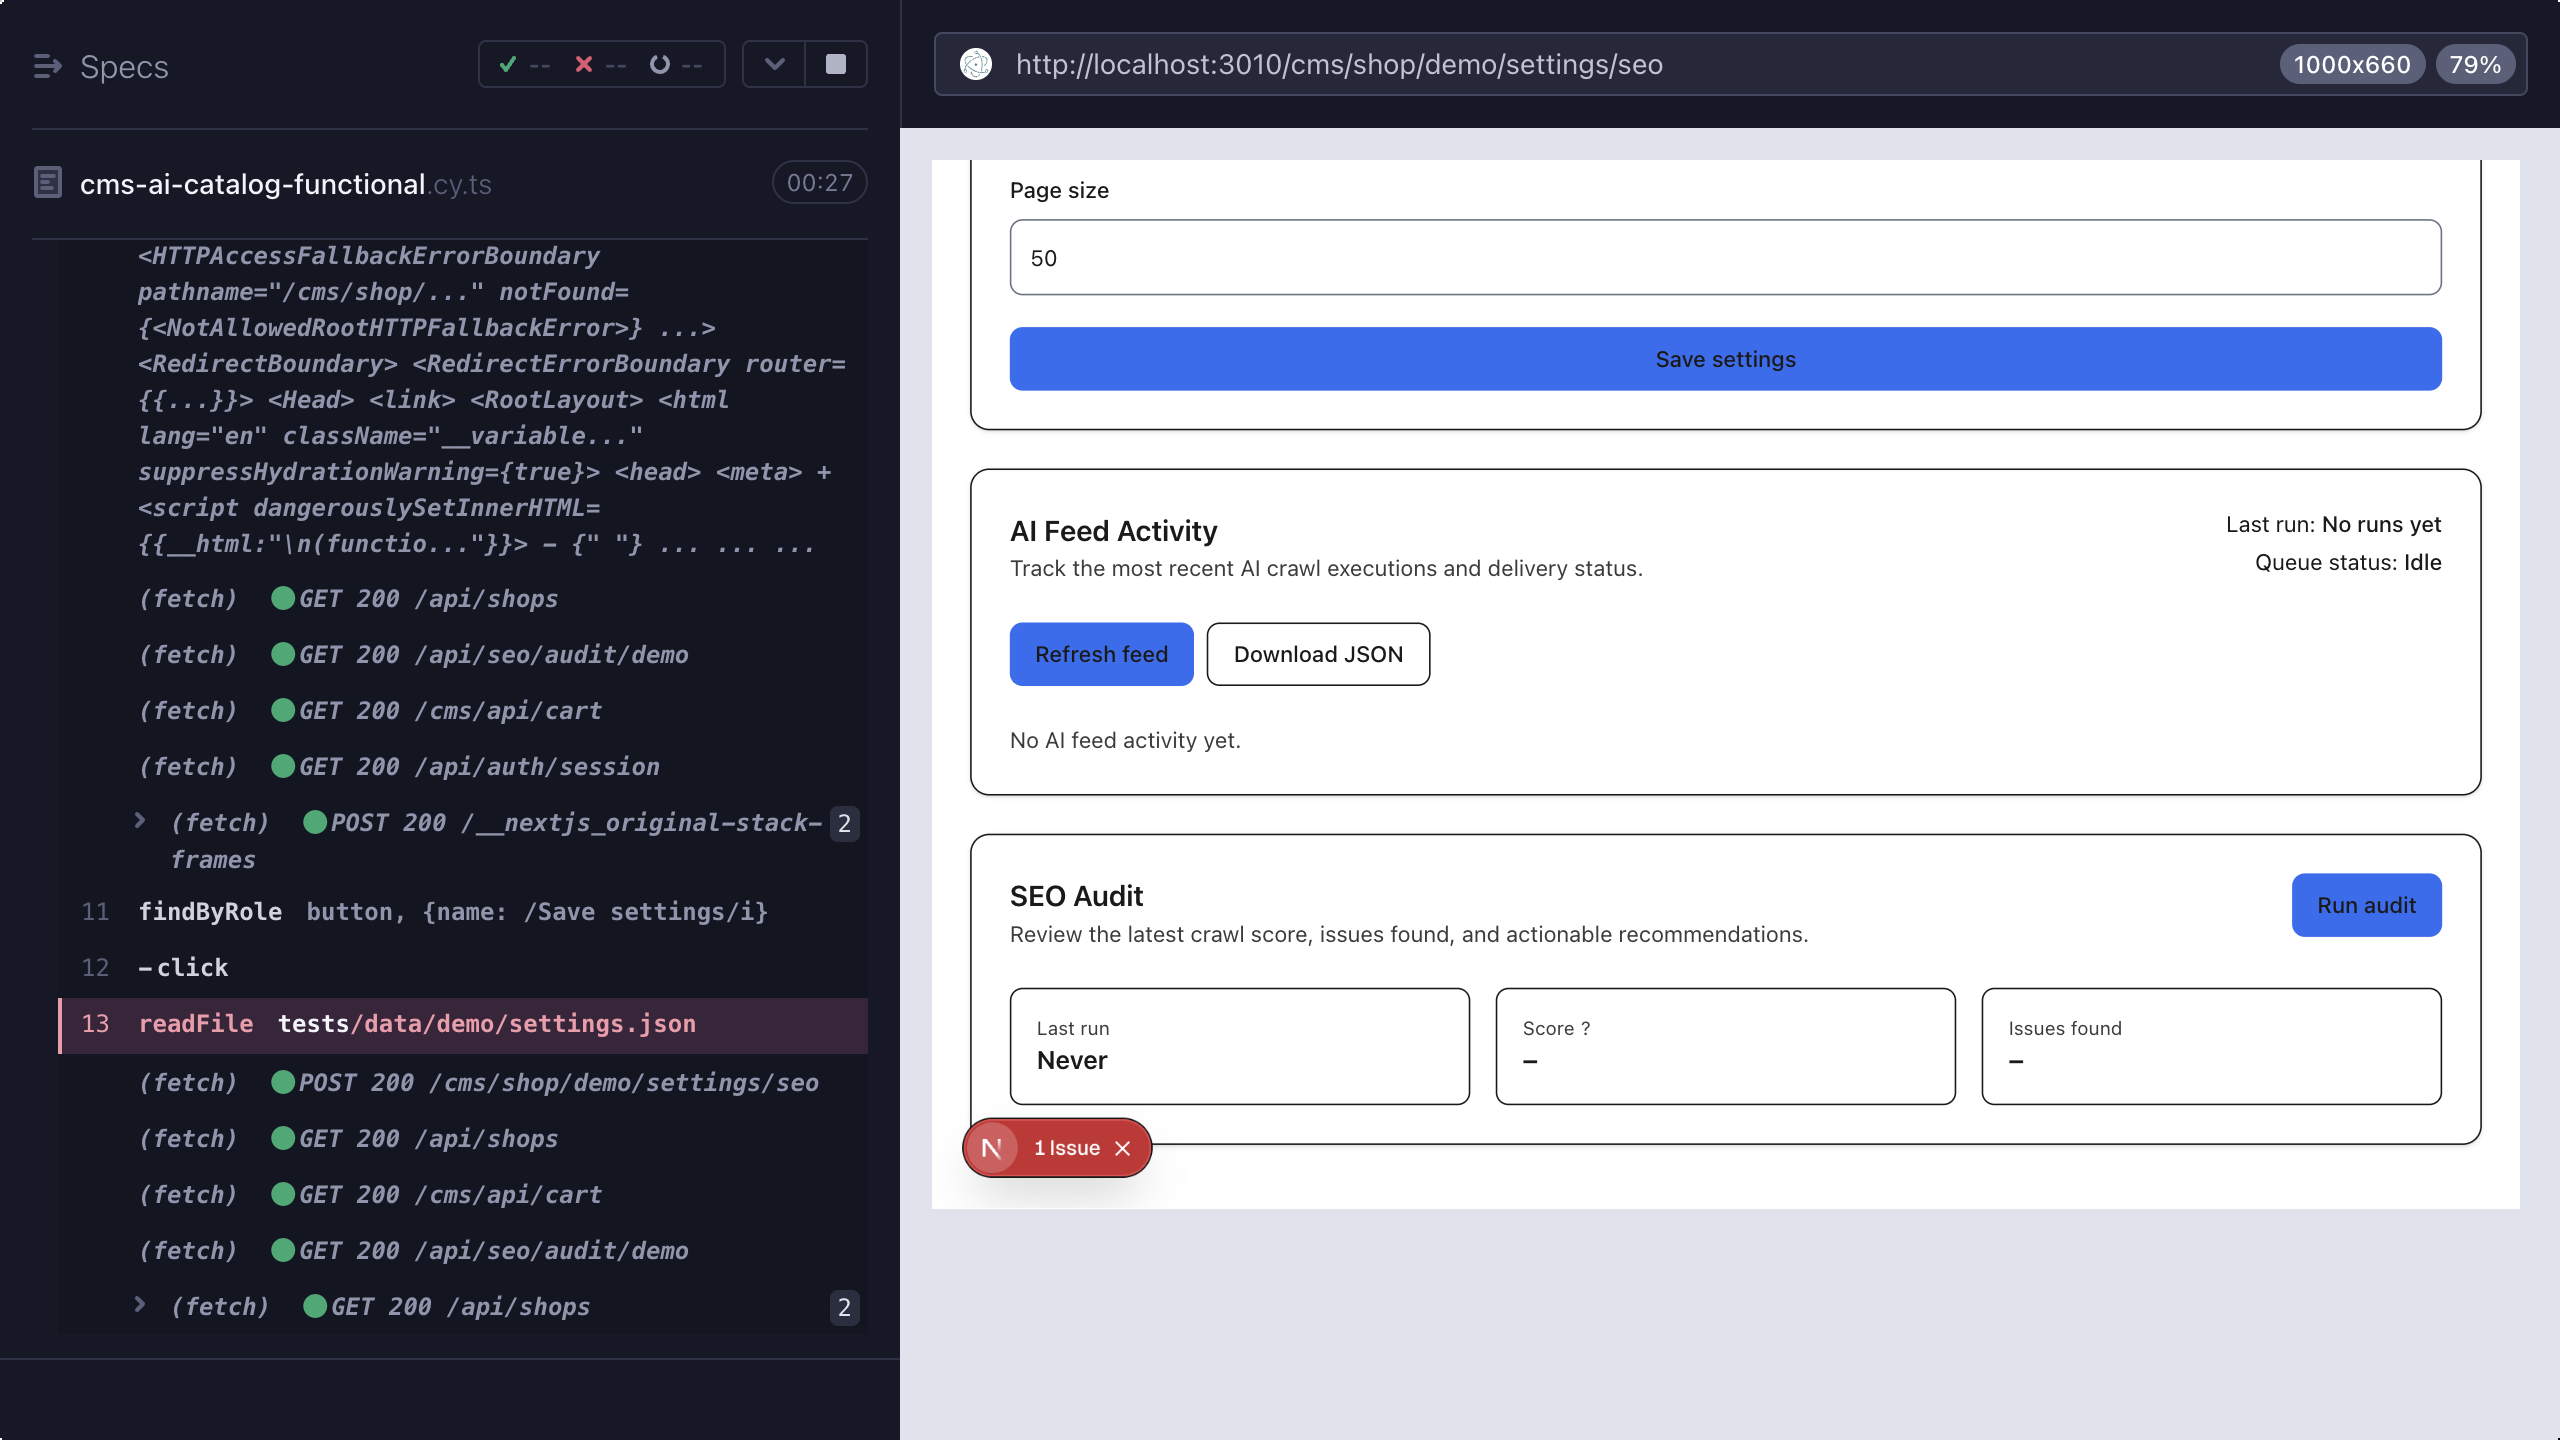 Specs
-- -- --
cms-ai-catalog-functional.cy.ts
00:27
<HTTPAccessFallbackErrorBoundary
pathname="/cms/shop/..." notFound=
{<NotAllowedRootHTTPFallbackError>} ...>
<RedirectBoundary> <RedirectErrorBoundary router=
{{...}}> <Head> <link> <RootLayout> <html
lang="en" className="__variable..."
suppressHydrationWarning={true}> <head> <meta> +
<script dangerouslySetInnerHTML=
{{__html:"\n(functio..."}}> - {" "} ... ... ...
(fetch) GET 200 /api/shops
(fetch) GET 200 /api/seo/audit/demo
(fetch) GET 200 /cms/api/cart
(fetch) GET 200 /api/auth/session
(fetch) POST 200 /__nextjs_original-stack- 2
frames
11 findByRole button, {name: /Save settings/i}
12 -click
13 readFile tests/data/demo/settings.json
(fetch) POST 200 /cms/shop/demo/settings/seo
(fetch) GET 200 /api/shops
(fetch) GET 200 /cms/api/cart
(fetch) GET 200 /api/seo/audit/demo
(fetch) GET 200 /api/shops 2
http://localhost:3010/cms/shop/demo/settings/seo
1000x660
79%
Page size
50
Save settings
AI Feed Activity
Track the most recent AI crawl executions and delivery status.
Last run: No runs yet
Queue status: Idle
Refresh feed
Download JSON
No AI feed activity yet.
SEO Audit
Review the latest crawl score, issues found, and actionable recommendations.
Run audit
Last run
Never
Score ?
–
Issues found
–
N 1 Issue